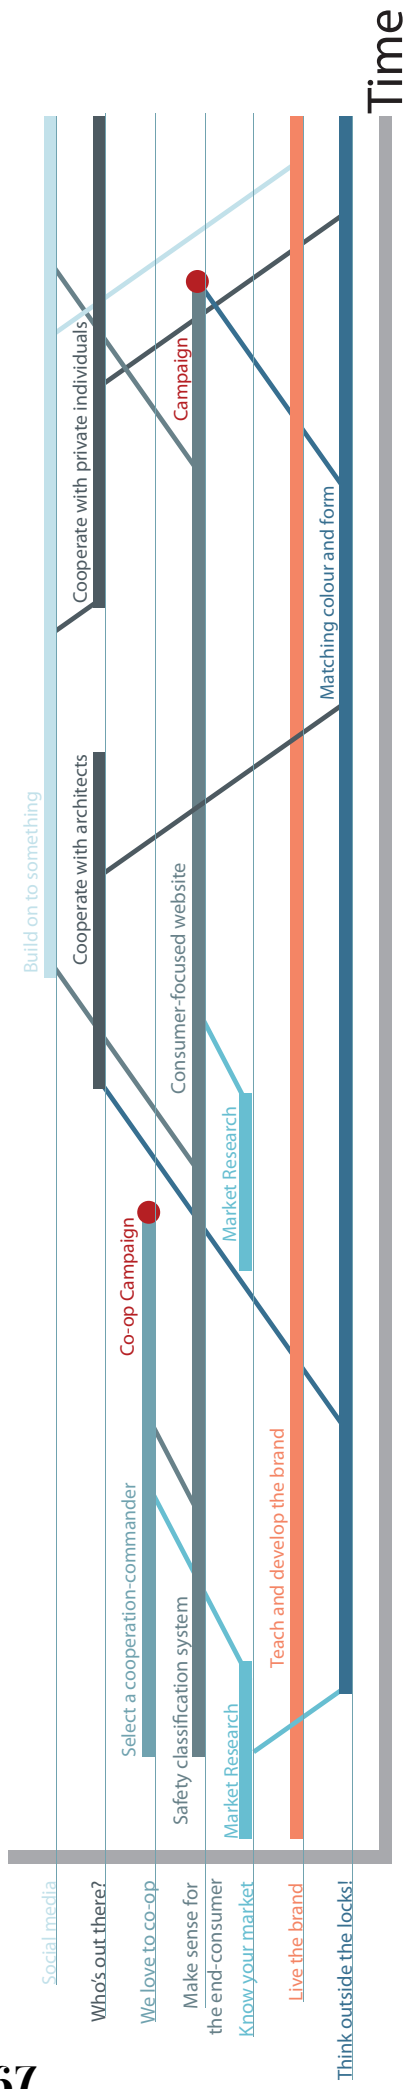 Social media
Build on to something
Who's out there?
Cooperate with architects
Cooperate with private individuals
We love to co-op
Select a cooperation-commander
Co-op Campaign
Make sense for
the end-consumer
Safety classification system
Consumer-focused website
Campaign
Know your market
Market Research
Market Research
Live the brand
Teach and develop the brand
Think outside the locks!
Matching colour and form
Time
67